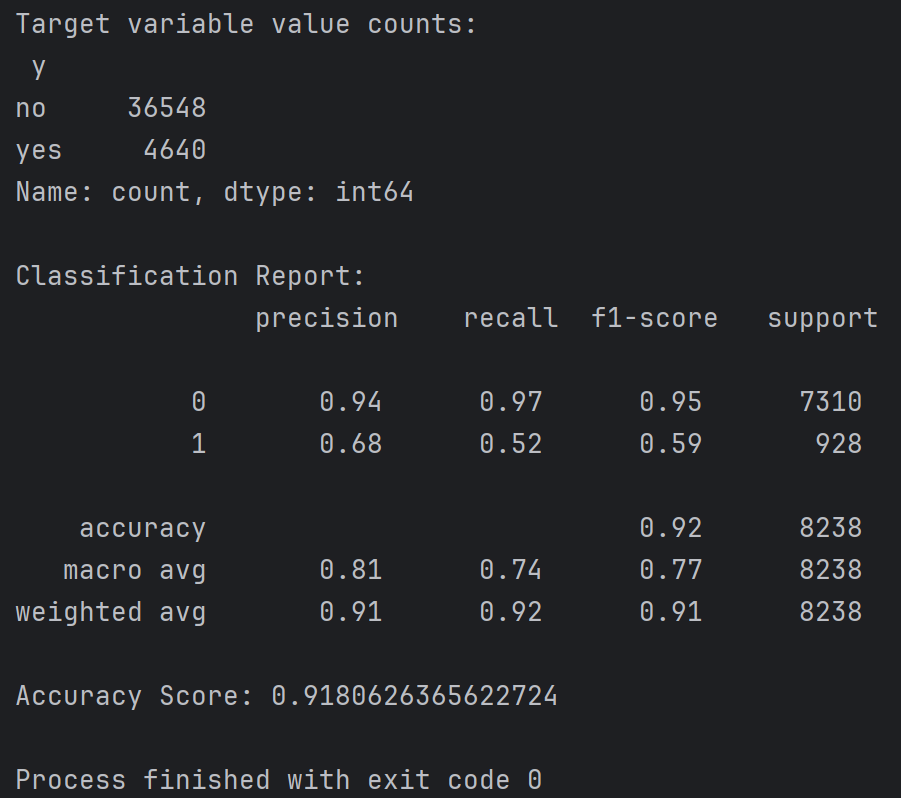 Target variable value counts:
y
no 36548
yes 4640
Name: count, dtype: int64
Classification Report:
precision recall f1-score support
0 0.94 0.97 0.95 7310
1 0.68 0.52 0.59 928
accuracy 0.92 8238
macro avg 0.81 0.74 0.77 8238
weighted avg 0.91 0.92 0.91 8238
Accuracy Score: 0.9180626365622724
Process finished with exit code 0